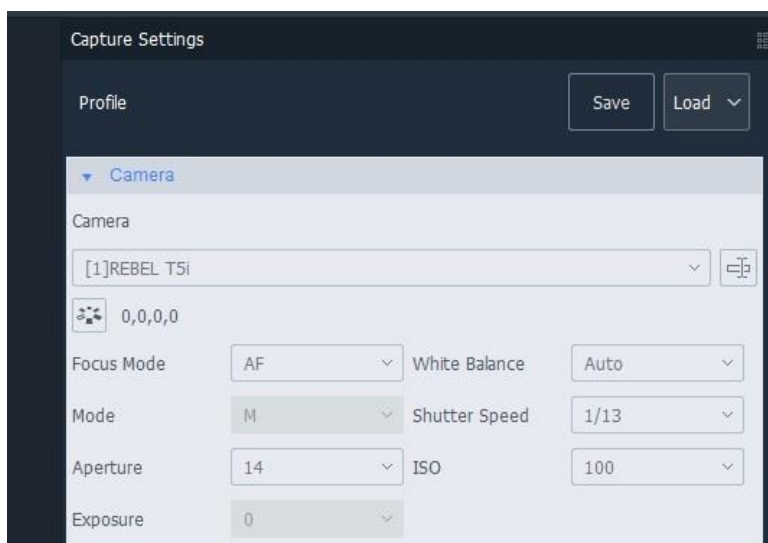 Capture Settings
Profile Save Load
Camera
Camera
[1]REBEL T5i
0,0,0,0
Focus Mode AF White Balance Auto
Mode M Shutter Speed 1/13
Aperture 14 ISO 100
Exposure 0